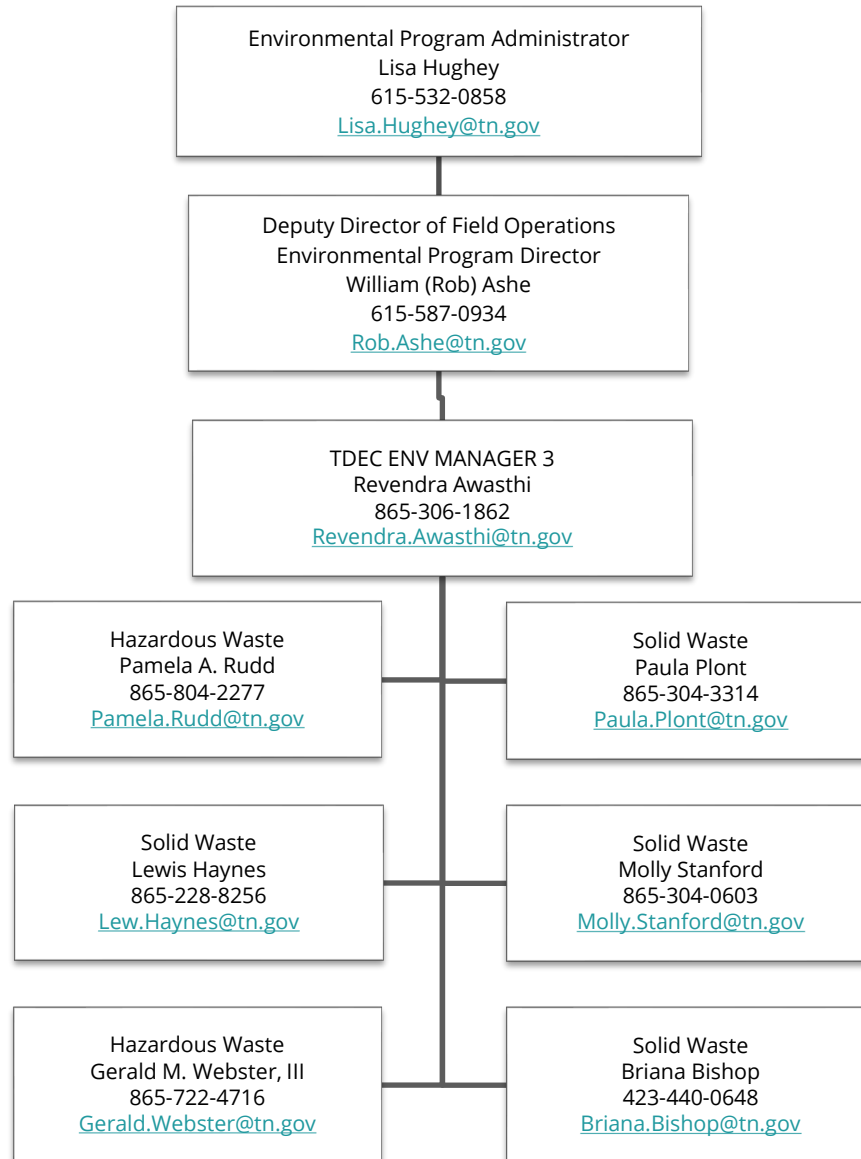 Environmental Program Administrator
Lisa Hughey
615-532-0858
Lisa.Hughey@tn.gov
Deputy Director of Field Operations
Environmental Program Director
William (Rob) Ashe
615-587-0934
Rob.Ashe@tn.gov
TDEC ENV MANAGER 3
Revendra Awasthi
865-306-1862
Revendra.Awasthi@tn.gov
Hazardous Waste
Pamela A. Rudd
865-804-2277
Pamela.Rudd@tn.gov
Solid Waste
Paula Plont
865-304-3314
Paula.Plont@tn.gov
Solid Waste
Lewis Haynes
865-228-8256
Lew.Haynes@tn.gov
Solid Waste
Molly Stanford
865-304-0603
Molly.Stanford@tn.gov
Hazardous Waste
Gerald M. Webster, III
865-722-4716
Gerald.Webster@tn.gov
Solid Waste
Briana Bishop
423-440-0648
Briana.Bishop@tn.gov